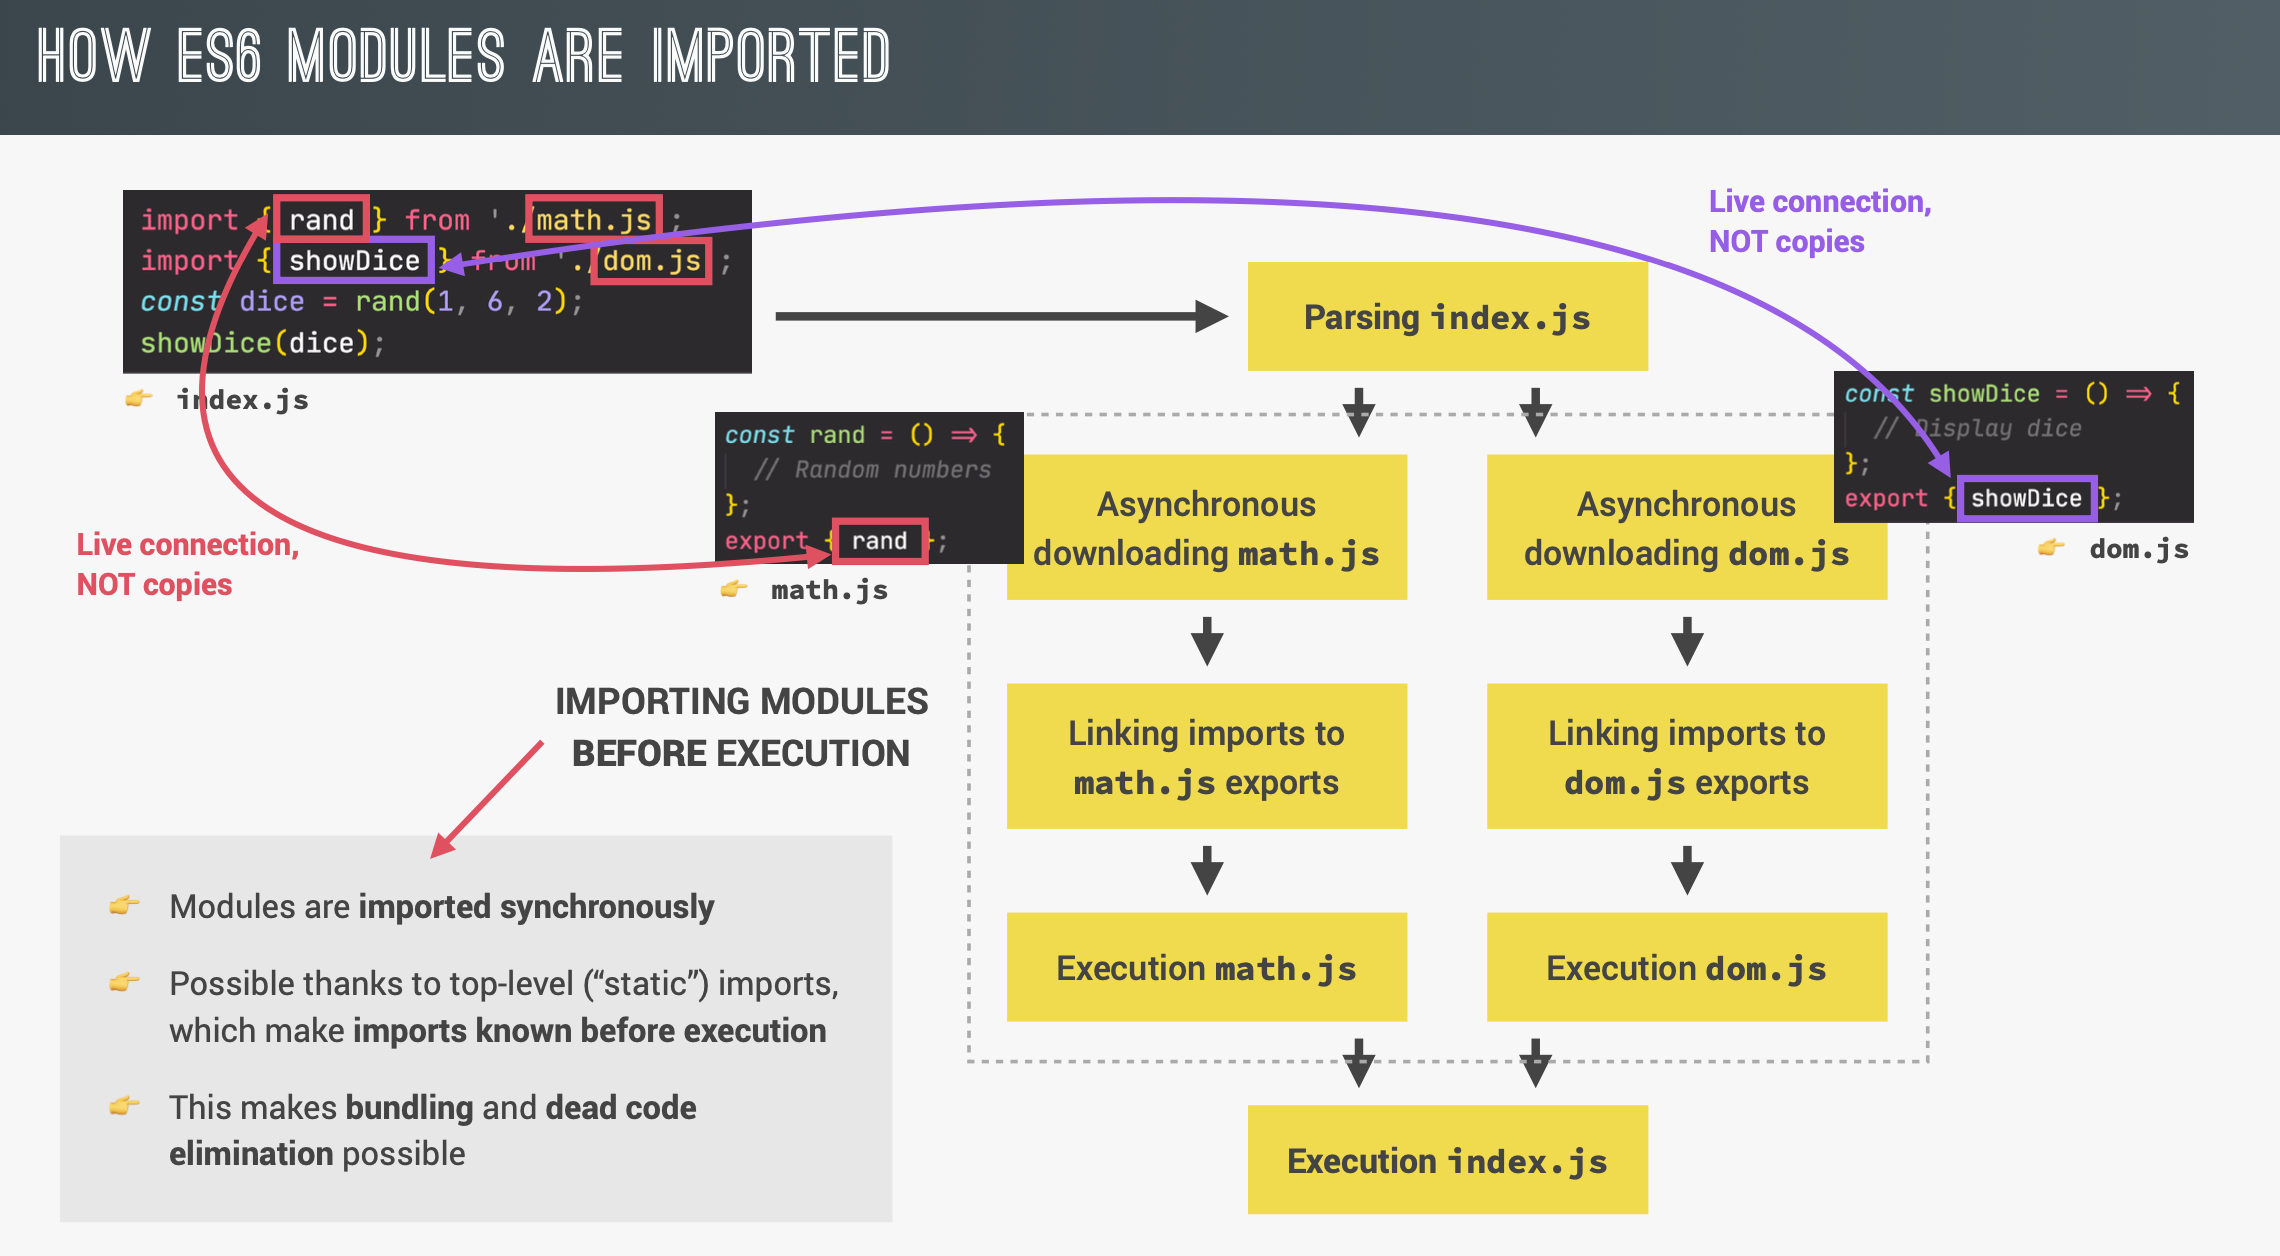 HOW ES6 MODULES ARE IMPORTED
import { rand } from './math.js ;
import { showDice } from './dom.js ;
const dice = rand(1, 6, 2);
showDice(dice);
👉 index.js
Live connection,
NOT copies
Parsing index.js
const rand = () => {
// Random numbers
};
export { rand };
👉 math.js
const showDice = () => {
// Display dice
};
export { showDice };
👉 dom.js
Live connection,
NOT copies
Asynchronous
downloading math.js
Asynchronous
downloading dom.js
Linking imports to
math.js exports
Linking imports to
dom.js exports
Execution math.js
Execution dom.js
Execution index.js
IMPORTING MODULES
BEFORE EXECUTION
👉 Modules are imported synchronously
👉 Possible thanks to top-level (“static”) imports,
which make imports known before execution
👉 This makes bundling and dead code
elimination possible